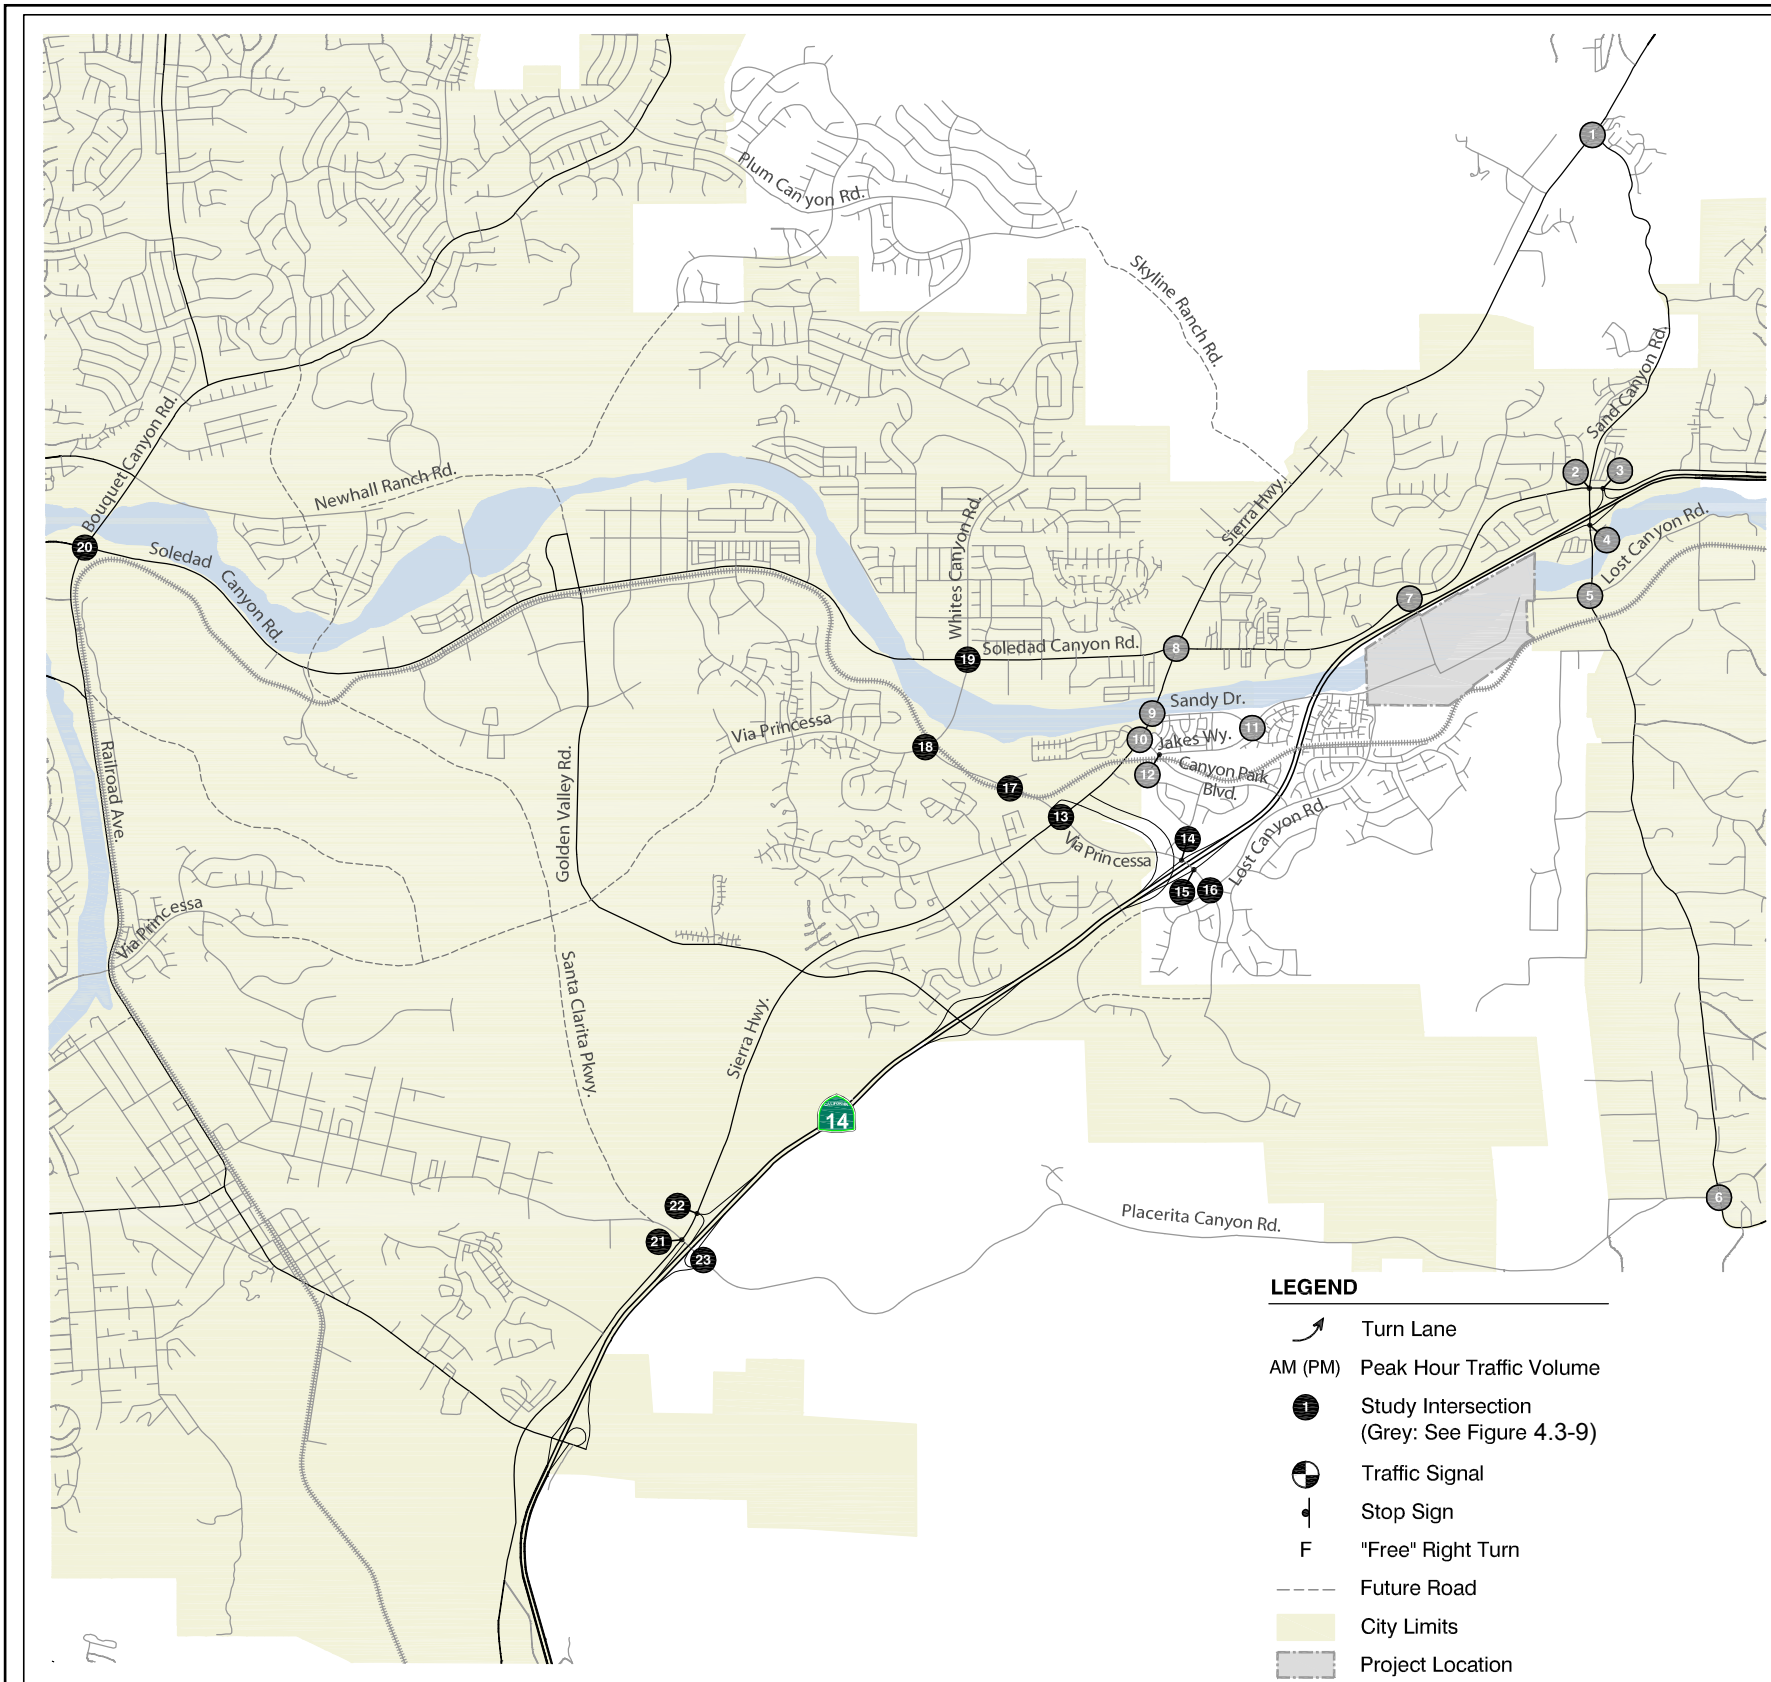 1
Plum Canyon Rd.
Skyline Ranch Rd.
Sand Canyon Rd.
Bouquet Canyon Rd.
Newhall Ranch Rd.
2
3
Sierra Hwy.
Whites Canyon Rd.
4
Lost Canyon Rd.
20
Soledad Canyon Rd.
5
7
Soledad Canyon Rd.
8
19
Sandy Dr.
9
11
Via Princessa
18
10
Jakes Wy.
Railroad Ave.
Golden Valley Rd.
12
Canyon Park
Blvd.
17
13
Via Princessa
14
Lost Canyon Rd.
15
16
Via Princessa
Santa Clarita Pkwy.
Sierra Hwy.
CALIFORNIA
14
22
21
23
Placerita Canyon Rd.
6
LEGEND
Turn Lane
AM (PM) Peak Hour Traffic Volume
1 Study Intersection
(Grey: See Figure 4.3-9)
Traffic Signal
Stop Sign
F "Free" Right Turn
Future Road
City Limits
Project Location